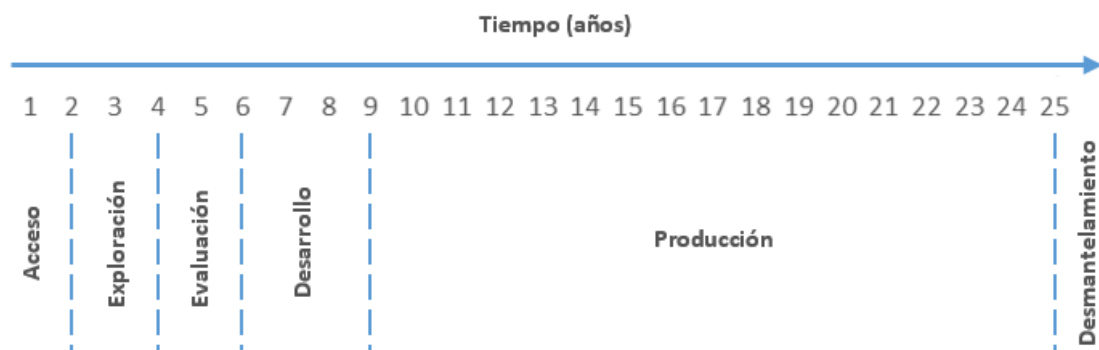 Tiempo (años)
1 2 3 4 5 6 7 8 9 10 11 12 13 14 15 16 17 18 19 20 21 22 23 24 25
Acceso
Exploración
Evaluación
Desarrollo
Producción
Desmantelamiento